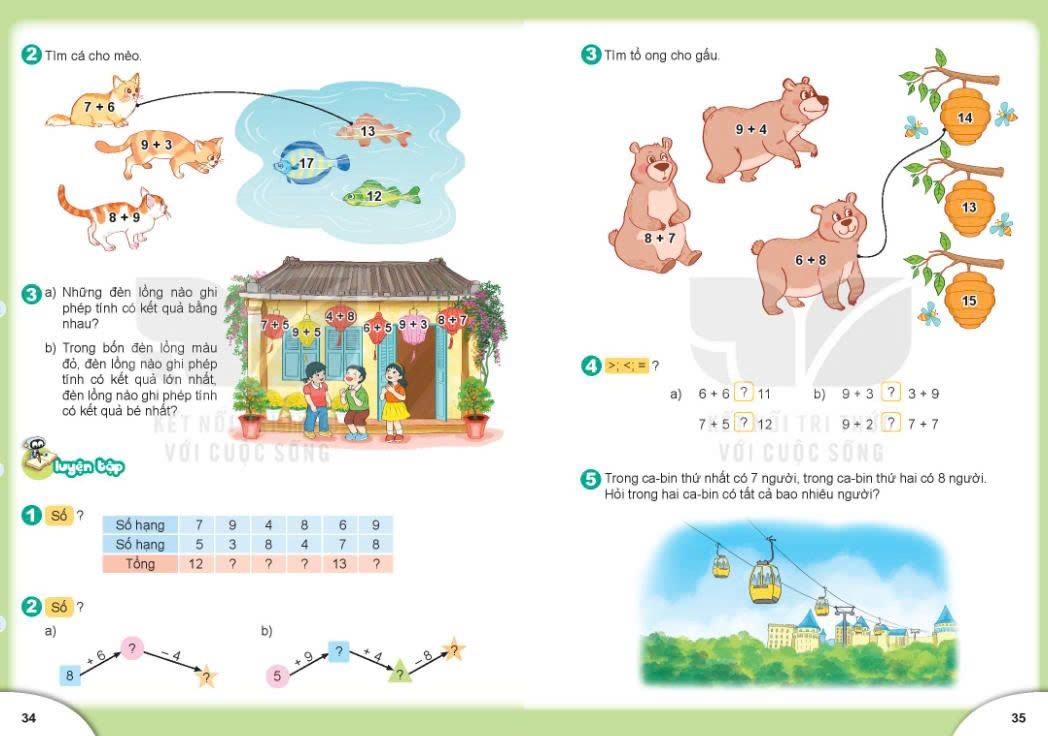 2 Tìm cá cho mèo.
7 + 6
9 + 3
8 + 9
13
17
12
3 a) Những đèn lồng nào ghi
phép tính có kết quả bằng
nhau?
b) Trong bốn đèn lồng màu
đỏ, đèn lồng nào ghi phép
tính có kết quả lớn nhất,
đèn lồng nào ghi phép tính
có kết quả bé nhất?
7 + 5
9 + 5
4 + 8
6 + 5
9 + 3
8 + 7
KẾT NỐI TRI THỨC
VỚI CUỘC SỐNG
luyện tập
1 Số ?
Số hạng 7 9 4 8 6 9
Số hạng 5 3 8 4 7 8
Tổng 12 ? ? ? 13 ?
2 Số ?
a)
8 + 6 ? - 4 ?
b)
5 + 9 ? + 4 ? - 8 ?
34
3 Tìm tổ ong cho gấu.
9 + 4
8 + 7
6 + 8
14
13
15
4 >; <; = ?
a) 6 + 6 ? 11 b) 9 + 3 ? 3 + 9
7 + 5 ? 12 9 + 2 ? 7 + 7
KẾT NỐI TRI THỨC
VỚI CUỘC SỐNG
5 Trong ca-bin thứ nhất có 7 người, trong ca-bin thứ hai có 8 người.
Hỏi trong hai ca-bin có tất cả bao nhiêu người?
35